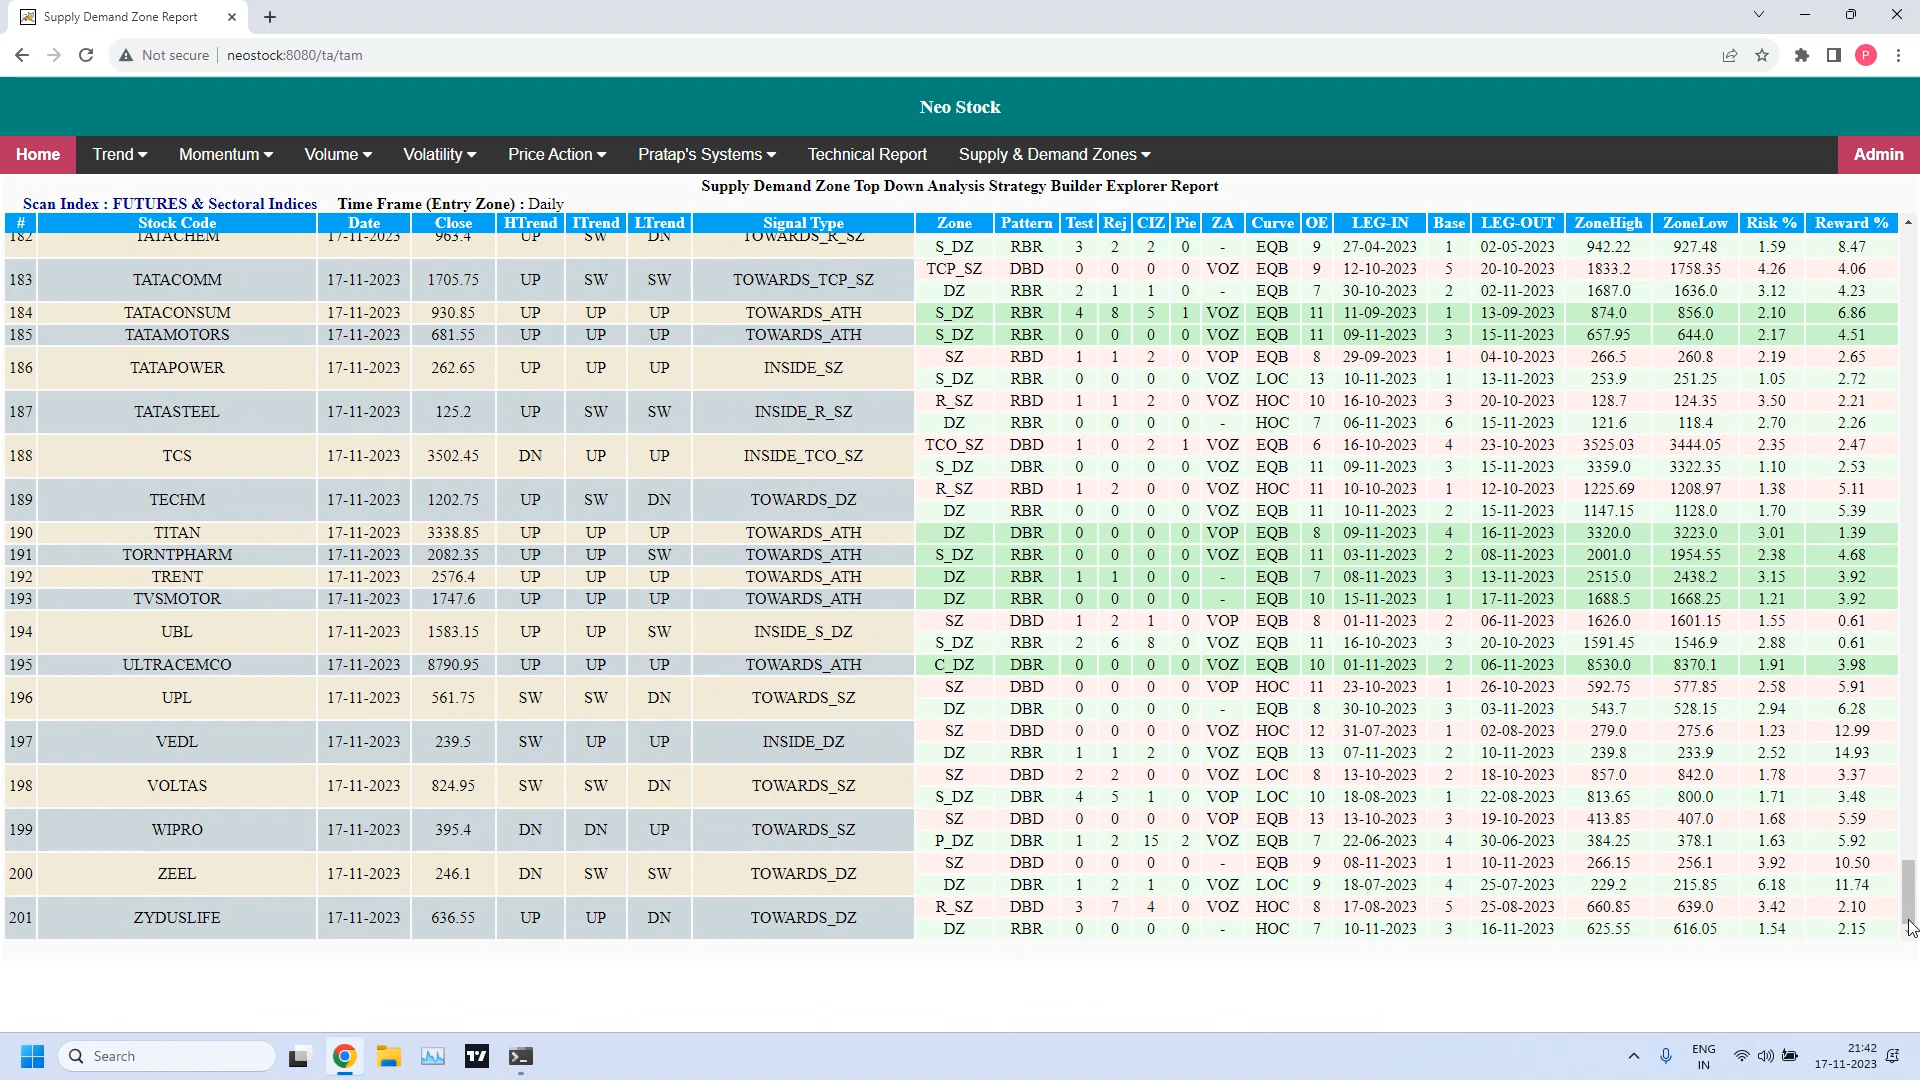 Supply Demand Zone Report
Not secure neostock:8080/ta/tam
P
Neo Stock
Home Trend Momentum Volume Volatility Price Action Pratap's Systems Technical Report Supply & Demand Zones Admin
Supply Demand Zone Top Down Analysis Strategy Builder Explorer Report
Scan Index : FUTURES & Sectoral Indices Time Frame (Entry Zone) : Daily
# Stock Code Date Close HTrend ITrend LTrend Signal Type Zone Pattern Test Rej CIZ Pie ZA Curve OE LEG-IN Base LEG-OUT ZoneHigh ZoneLow Risk % Reward %
182 TATACHEM 17-11-2023 963.4 UP SW DN TOWARDS_R_SZ
S_DZ RBR 3 2 2 0 - EQB 9 27-04-2023 1 02-05-2023 942.22 927.48 1.59 8.47
183 TATACOMM 17-11-2023 1705.75 UP SW SW TOWARDS_TCP_SZ
TCP_SZ DBD 0 0 0 0 VOZ EQB 9 12-10-2023 5 20-10-2023 1833.2 1758.35 4.26 4.06
DZ RBR 2 1 1 0 - EQB 7 30-10-2023 2 02-11-2023 1687.0 1636.0 3.12 4.23
184 TATACONSUM 17-11-2023 930.85 UP UP UP TOWARDS_ATH S_DZ RBR 4 8 5 1 VOZ EQB 11 11-09-2023 1 13-09-2023 874.0 856.0 2.10 6.86
185 TATAMOTORS 17-11-2023 681.55 UP UP UP TOWARDS_ATH S_DZ RBR 0 0 0 0 VOZ EQB 11 09-11-2023 3 15-11-2023 657.95 644.0 2.17 4.51
186 TATAPOWER 17-11-2023 262.65 UP UP UP INSIDE_SZ
SZ RBD 1 1 2 0 VOP EQB 8 29-09-2023 1 04-10-2023 266.5 260.8 2.19 2.65
S_DZ RBR 0 0 0 0 VOZ LOC 13 10-11-2023 1 13-11-2023 253.9 251.25 1.05 2.72
187 TATASTEEL 17-11-2023 125.2 UP SW SW INSIDE_R_SZ
R_SZ RBD 1 1 2 0 VOZ HOC 10 16-10-2023 3 20-10-2023 128.7 124.35 3.50 2.21
DZ RBR 0 0 0 0 - HOC 7 06-11-2023 6 15-11-2023 121.6 118.4 2.70 2.26
188 TCS 17-11-2023 3502.45 DN UP UP INSIDE_TCO_SZ
TCO_SZ DBD 1 0 2 1 VOZ EQB 6 16-10-2023 4 23-10-2023 3525.03 3444.05 2.35 2.47
S_DZ DBR 0 0 0 0 VOZ EQB 11 09-11-2023 3 15-11-2023 3359.0 3322.35 1.10 2.53
189 TECHM 17-11-2023 1202.75 UP SW DN TOWARDS_DZ
R_SZ RBD 1 2 0 0 VOZ HOC 11 10-10-2023 1 12-10-2023 1225.69 1208.97 1.38 5.11
DZ RBR 0 0 0 0 VOZ EQB 11 10-11-2023 2 15-11-2023 1147.15 1128.0 1.70 5.39
190 TITAN 17-11-2023 3338.85 UP UP UP TOWARDS_ATH DZ DBR 0 0 0 0 VOP EQB 8 09-11-2023 4 16-11-2023 3320.0 3223.0 3.01 1.39
191 TORNTPHARM 17-11-2023 2082.35 UP UP SW TOWARDS_ATH S_DZ RBR 0 0 0 0 VOZ EQB 11 03-11-2023 2 08-11-2023 2001.0 1954.55 2.38 4.68
192 TRENT 17-11-2023 2576.4 UP UP UP TOWARDS_ATH DZ RBR 1 1 0 0 - EQB 7 08-11-2023 3 13-11-2023 2515.0 2438.2 3.15 3.92
193 TVSMOTOR 17-11-2023 1747.6 UP UP UP TOWARDS_ATH DZ RBR 0 0 0 0 - EQB 10 15-11-2023 1 17-11-2023 1688.5 1668.25 1.21 3.92
194 UBL 17-11-2023 1583.15 UP UP SW INSIDE_S_DZ
SZ DBD 1 2 1 0 VOP EQB 8 01-11-2023 2 06-11-2023 1626.0 1601.15 1.55 0.61
S_DZ RBR 2 6 8 0 VOZ EQB 11 16-10-2023 3 20-10-2023 1591.45 1546.9 2.88 0.61
195 ULTRACEMCO 17-11-2023 8790.95 UP UP UP TOWARDS_ATH C_DZ DBR 0 0 0 0 VOZ EQB 10 01-11-2023 2 06-11-2023 8530.0 8370.1 1.91 3.98
196 UPL 17-11-2023 561.75 SW SW DN TOWARDS_SZ
SZ DBD 0 0 0 0 VOP HOC 11 23-10-2023 1 26-10-2023 592.75 577.85 2.58 5.91
DZ DBR 0 0 0 0 - EQB 8 30-10-2023 3 03-11-2023 543.7 528.15 2.94 6.28
197 VEDL 17-11-2023 239.5 SW UP UP INSIDE_DZ
SZ DBD 0 0 0 0 VOZ HOC 12 31-07-2023 1 02-08-2023 279.0 275.6 1.23 12.99
DZ RBR 1 1 2 0 VOZ EQB 13 07-11-2023 2 10-11-2023 239.8 233.9 2.52 14.93
198 VOLTAS 17-11-2023 824.95 SW SW DN TOWARDS_SZ
SZ DBD 2 2 0 0 VOZ LOC 8 13-10-2023 2 18-10-2023 857.0 842.0 1.78 3.37
S_DZ DBR 4 5 1 0 VOP LOC 10 18-08-2023 1 22-08-2023 813.65 800.0 1.71 3.48
199 WIPRO 17-11-2023 395.4 DN DN UP TOWARDS_SZ
SZ DBD 0 0 0 0 VOP EQB 13 13-10-2023 3 19-10-2023 413.85 407.0 1.68 5.59
P_DZ DBR 1 2 15 2 VOZ EQB 7 22-06-2023 4 30-06-2023 384.25 378.1 1.63 5.92
200 ZEEL 17-11-2023 246.1 DN SW SW TOWARDS_DZ
SZ DBD 0 0 0 0 - EQB 9 08-11-2023 1 10-11-2023 266.15 256.1 3.92 10.50
DZ DBR 1 2 1 0 VOZ LOC 9 18-07-2023 4 25-07-2023 229.2 215.85 6.18 11.74
201 ZYDUSLIFE 17-11-2023 636.55 UP UP DN TOWARDS_DZ
R_SZ DBD 3 7 4 0 VOZ HOC 8 17-08-2023 5 25-08-2023 660.85 639.0 3.42 2.10
DZ RBR 0 0 0 0 - HOC 7 10-11-2023 3 16-11-2023 625.55 616.05 1.54 2.15
Search
ENG
IN
21:42
17-11-2023